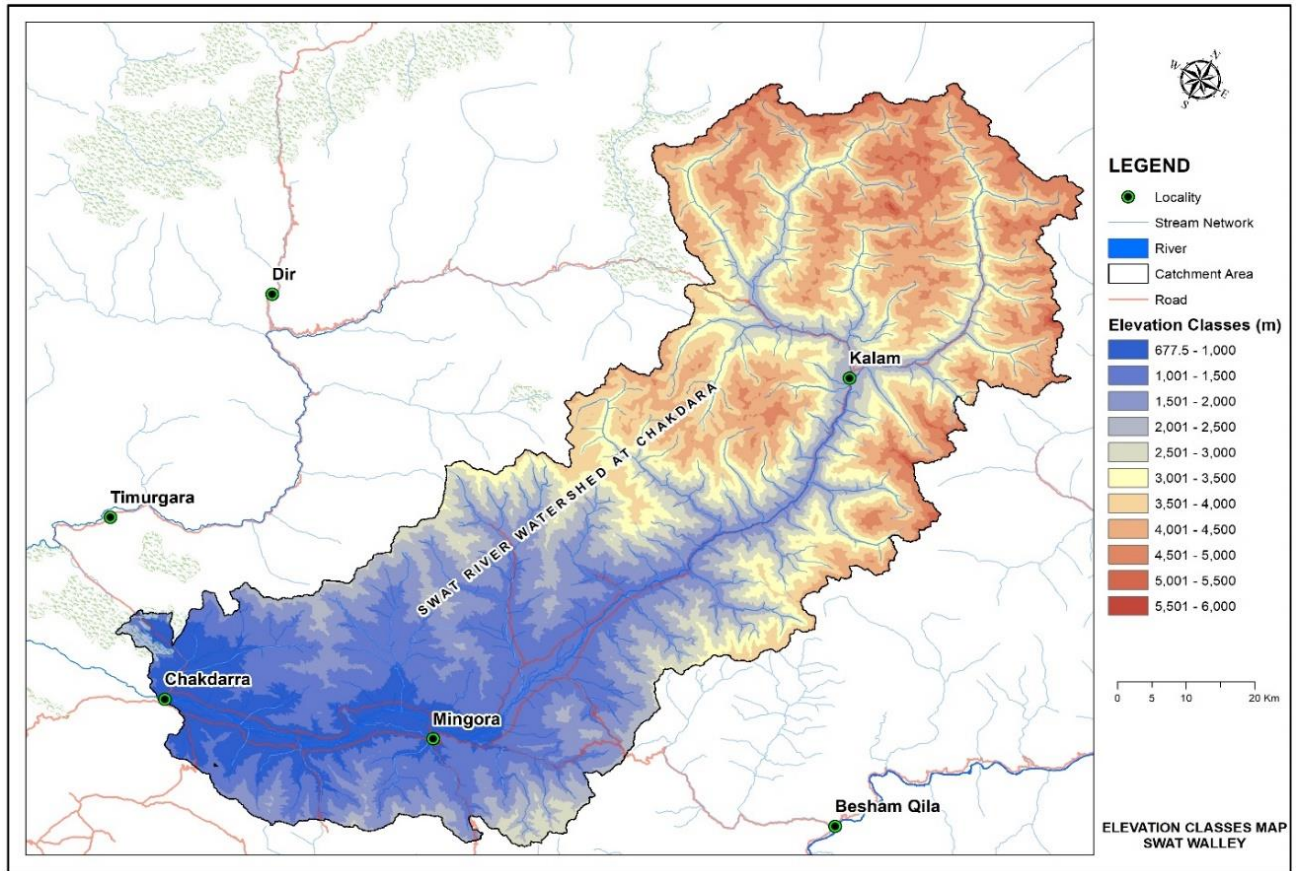 N
W
E
S
LEGEND
Locality
Stream Network
River
Catchment Area
Road
Elevation Classes (m)
677.5 - 1,000
1,001 - 1,500
1,501 - 2,000
2,001 - 2,500
2,501 - 3,000
3,001 - 3,500
3,501 - 4,000
4,001 - 4,500
4,501 - 5,000
5,001 - 5,500
5,501 - 6,000
0 5 10 20 Km
ELEVATION CLASSES MAP
SWAT WALLEY
Dir
Kalam
SWAT RIVER WATERSHED AT CHAKDARA
Timurgara
Chakdarra
Mingora
Besham Qila